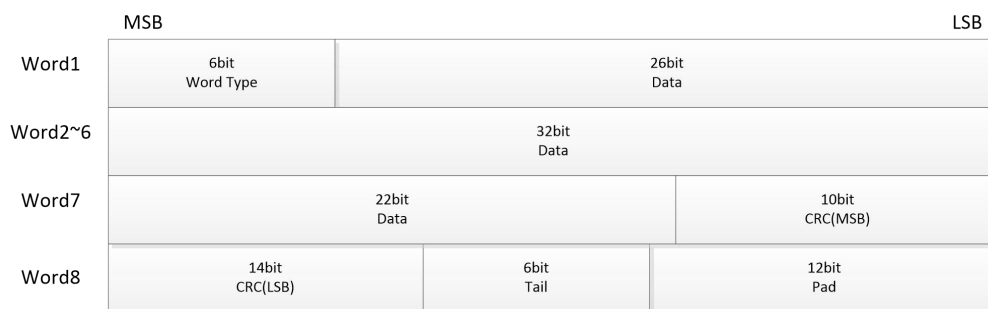 MSB LSB
Word1
6bit
Word Type
26bit
Data
Word2~6
32bit
Data
Word7
22bit
Data
10bit
CRC(MSB)
Word8
14bit
CRC(LSB)
6bit
Tail
12bit
Pad